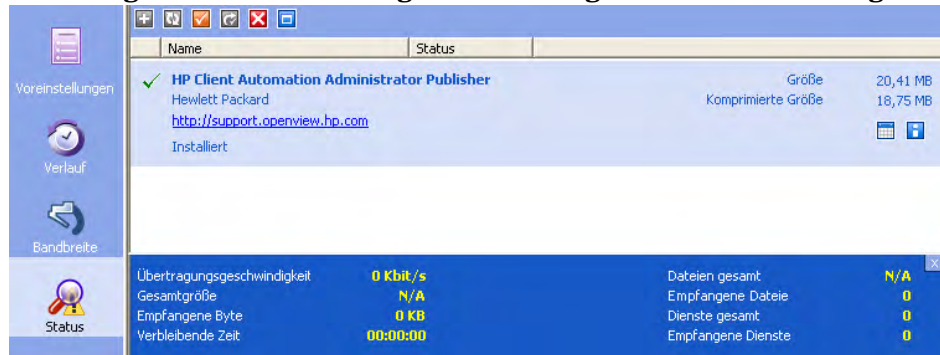 Name Status
Voreinstellungen
Verlauf
Bandbreite
Status
HP Client Automation Administrator Publisher
Hewlett Packard
http://support.openview.hp.com
Installiert
Größe 20,41 MB
Komprimierte Größe 18,75 MB
Übertragungsgeschwindigkeit 0 Kbit/s
Gesamtgröße N/A
Empfangene Byte 0 KB
Verbleibende Zeit 00:00:00
Dateien gesamt N/A
Empfangene Dateie 0
Dienste gesamt 0
Empfangene Dienste 0